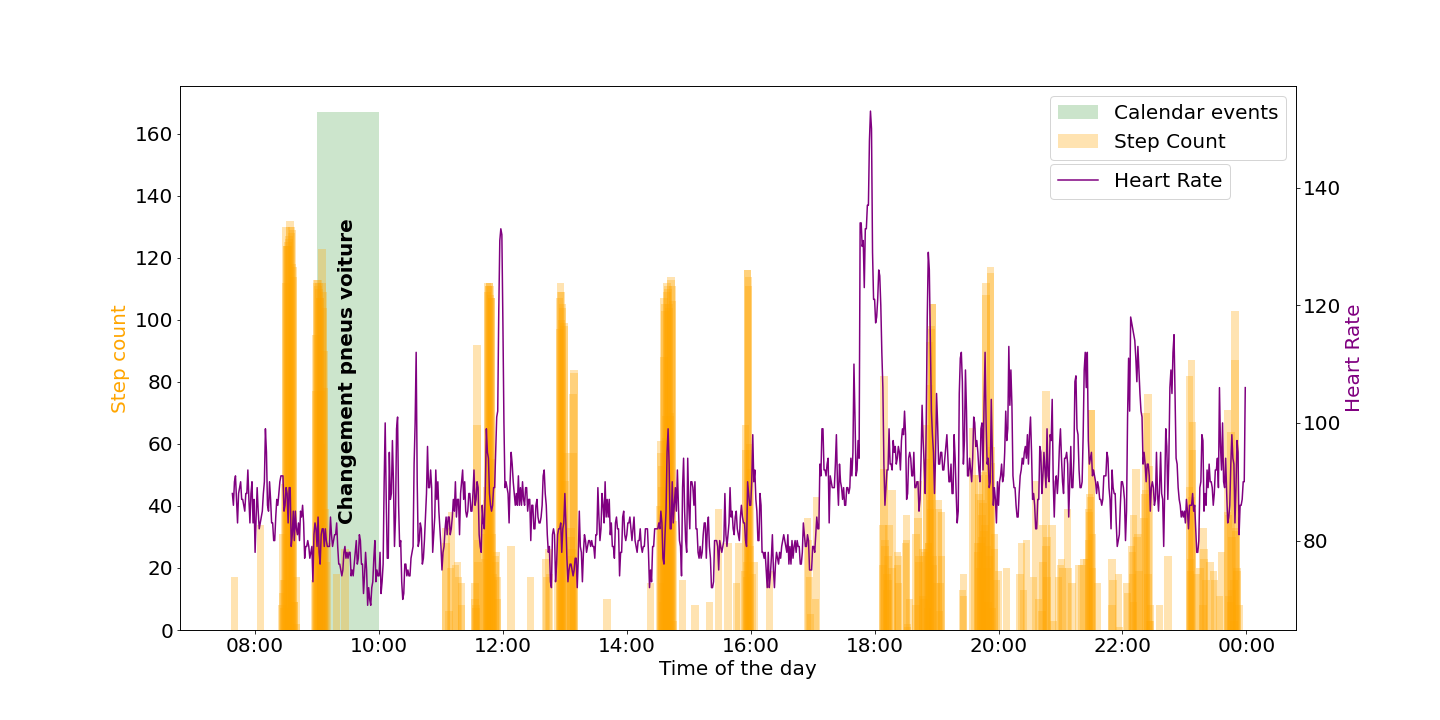 Calendar events
Step Count
Heart Rate
Changement pneus voiture
Step count
160
140
120
100
80
60
40
20
0
140
120
100
80
Heart Rate
08:00 10:00 12:00 14:00 16:00 18:00 20:00 22:00 00:00
Time of the day